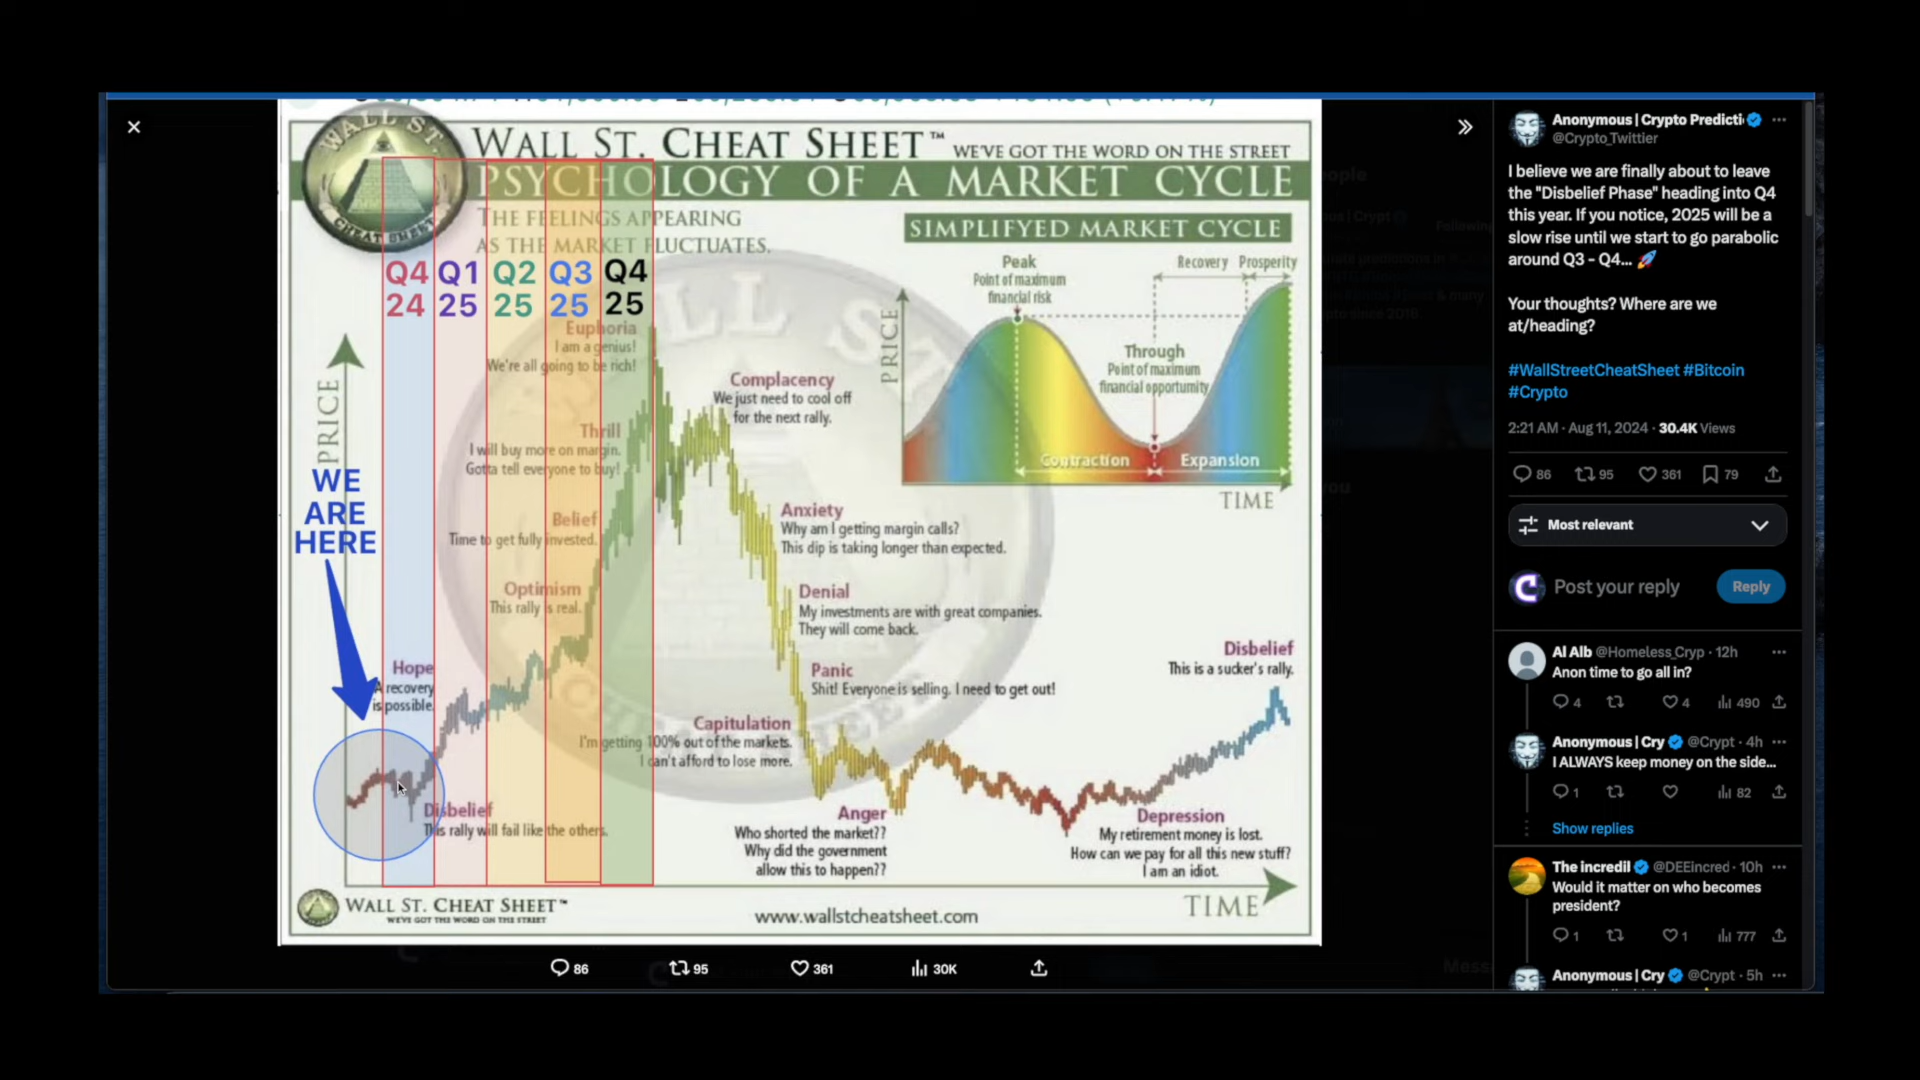 WALL ST.
CHEAT SHEET
WALL ST. CHEAT SHEET™ WE'VE GOT THE WORD ON THE STREET
PSYCHOLOGY OF A MARKET CYCLE
THE FEELINGS APPEARING
AS THE MARKET FLUCTUATES.
SIMPLIFYED MARKET CYCLE
Q4 Q1 Q2 Q3 Q4
24 25 25 25 25
Peak
Point of maximum
financial risk
Recovery Prosperity
Through
Point of maximum
financial opportunity
Contraction Expansion
PRICE
TIME
PRICE
WE
ARE
HERE
Euphoria
I am a genius!
We're all going to be rich!
Complacency
We just need to cool off
for the next rally.
Thrill
I will buy more on margin.
Gotta tell everyone to buy!
Anxiety
Why am I getting margin calls?
This dip is taking longer than expected.
Belief
Time to get fully invested.
Optimism
This rally is real.
Denial
My investments are with great companies.
They will come back.
Hope
A recovery
is possible.
Panic
Shit! Everyone is selling. I need to get out!
Disbelief
This is a sucker's rally.
Capitulation
I'm getting 100% out of the markets.
I can't afford to lose more.
Disbelief
This rally will fail like the others.
Anger
Who shorted the market??
Why did the government
allow this to happen??
Depression
My retirement money is lost.
How can we pay for all this new stuff?
I am an idiot.
TIME
WALL ST. CHEAT SHEET™
WE'VE GOT THE WORD ON THE STREET
www.wallstcheatsheet.com
86 95 361 30K
Anonymous | Crypto Predicti
@Crypto_Twittier
I believe we are finally about to leave
the "Disbelief Phase" heading into Q4
this year. If you notice, 2025 will be a
slow rise until we start to go parabolic
around Q3 - Q4... 🚀
Your thoughts? Where are we
at/heading?
#WallStreetCheatSheet #Bitcoin
#Crypto
2:21 AM · Aug 11, 2024 · 30.4K Views
86 95 361 79
Most relevant
Post your reply
Reply
Al Alb @Homeless_Cryp · 12h
Anon time to go all in?
4 4 490
Anonymous | Cry @Crypt · 4h
I ALWAYS keep money on the side...
1 82
Show replies
The incredil @DEEincred · 10h
Would it matter on who becomes
president?
1 1 777
Anonymous | Cry @Crypt · 5h